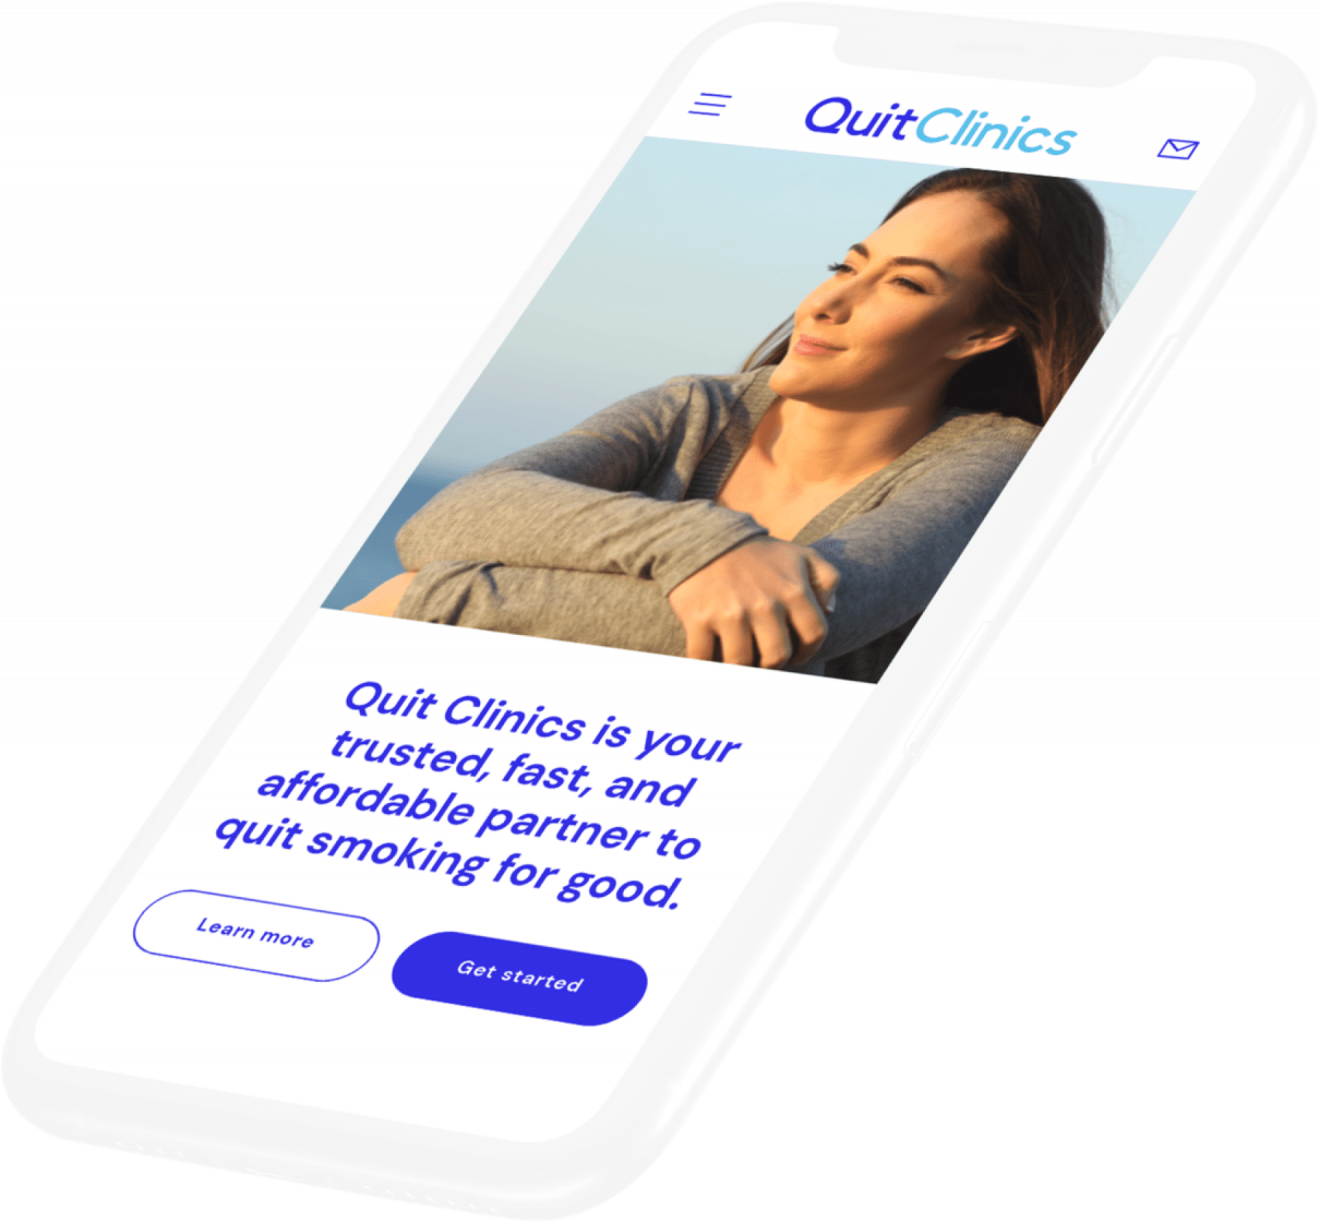 QuitClinics
Quit Clinics is your
trusted, fast, and
affordable partner to
quit smoking for good.
Learn more
Get started